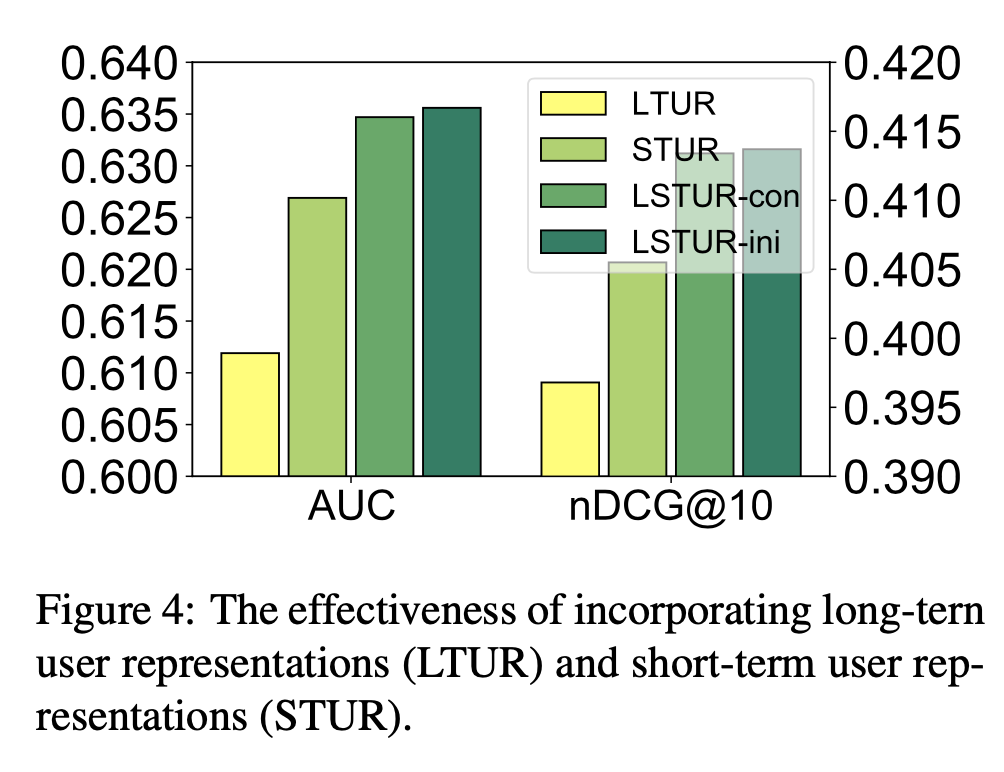 0.640
0.635
0.630
0.625
0.620
0.615
0.610
0.605
0.600
0.420
0.415
0.410
0.405
0.400
0.395
0.390
LTUR
STUR
LSTUR-con
LSTUR-ini
AUC
nDCG@10
Figure 4: The effectiveness of incorporating long-tern
user representations (LTUR) and short-term user rep-
resentations (STUR).